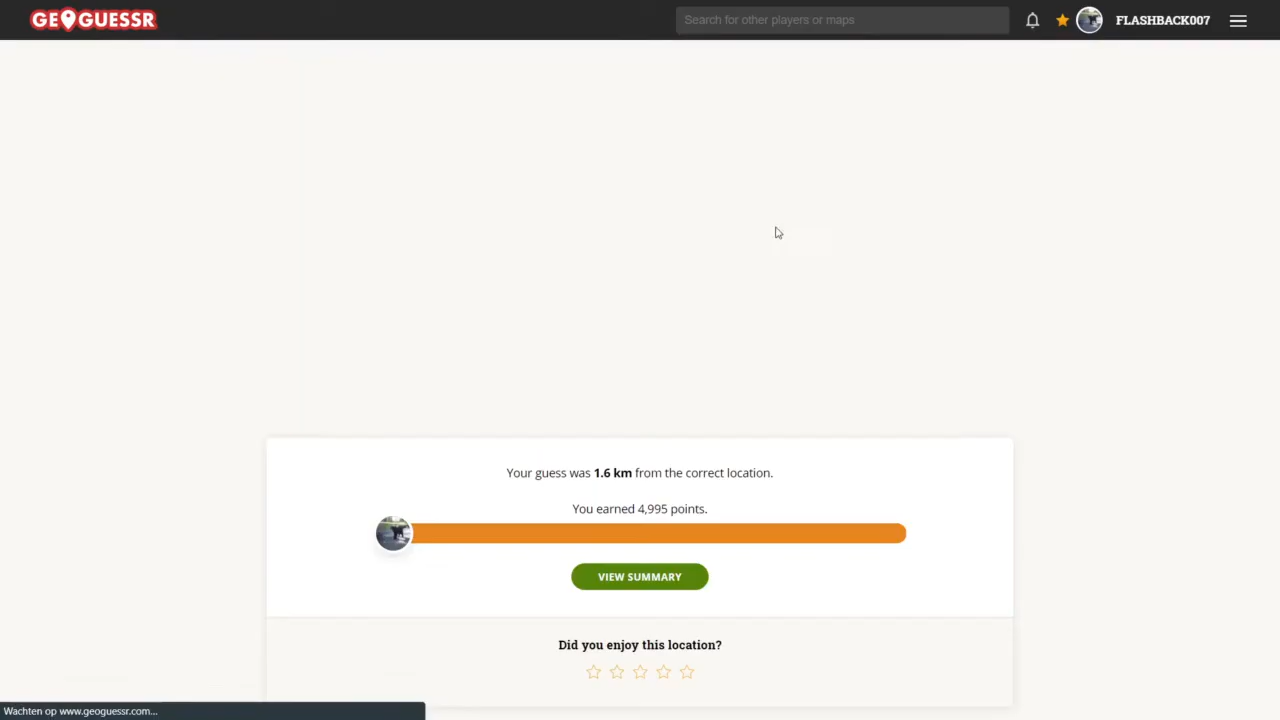 GEOGUESSR
Search for other players or maps
FLASHBACK007
Your guess was 1.6 km from the correct location.
You earned 4,995 points.
VIEW SUMMARY
Did you enjoy this location?
Wachten op www.geoguessr.com...